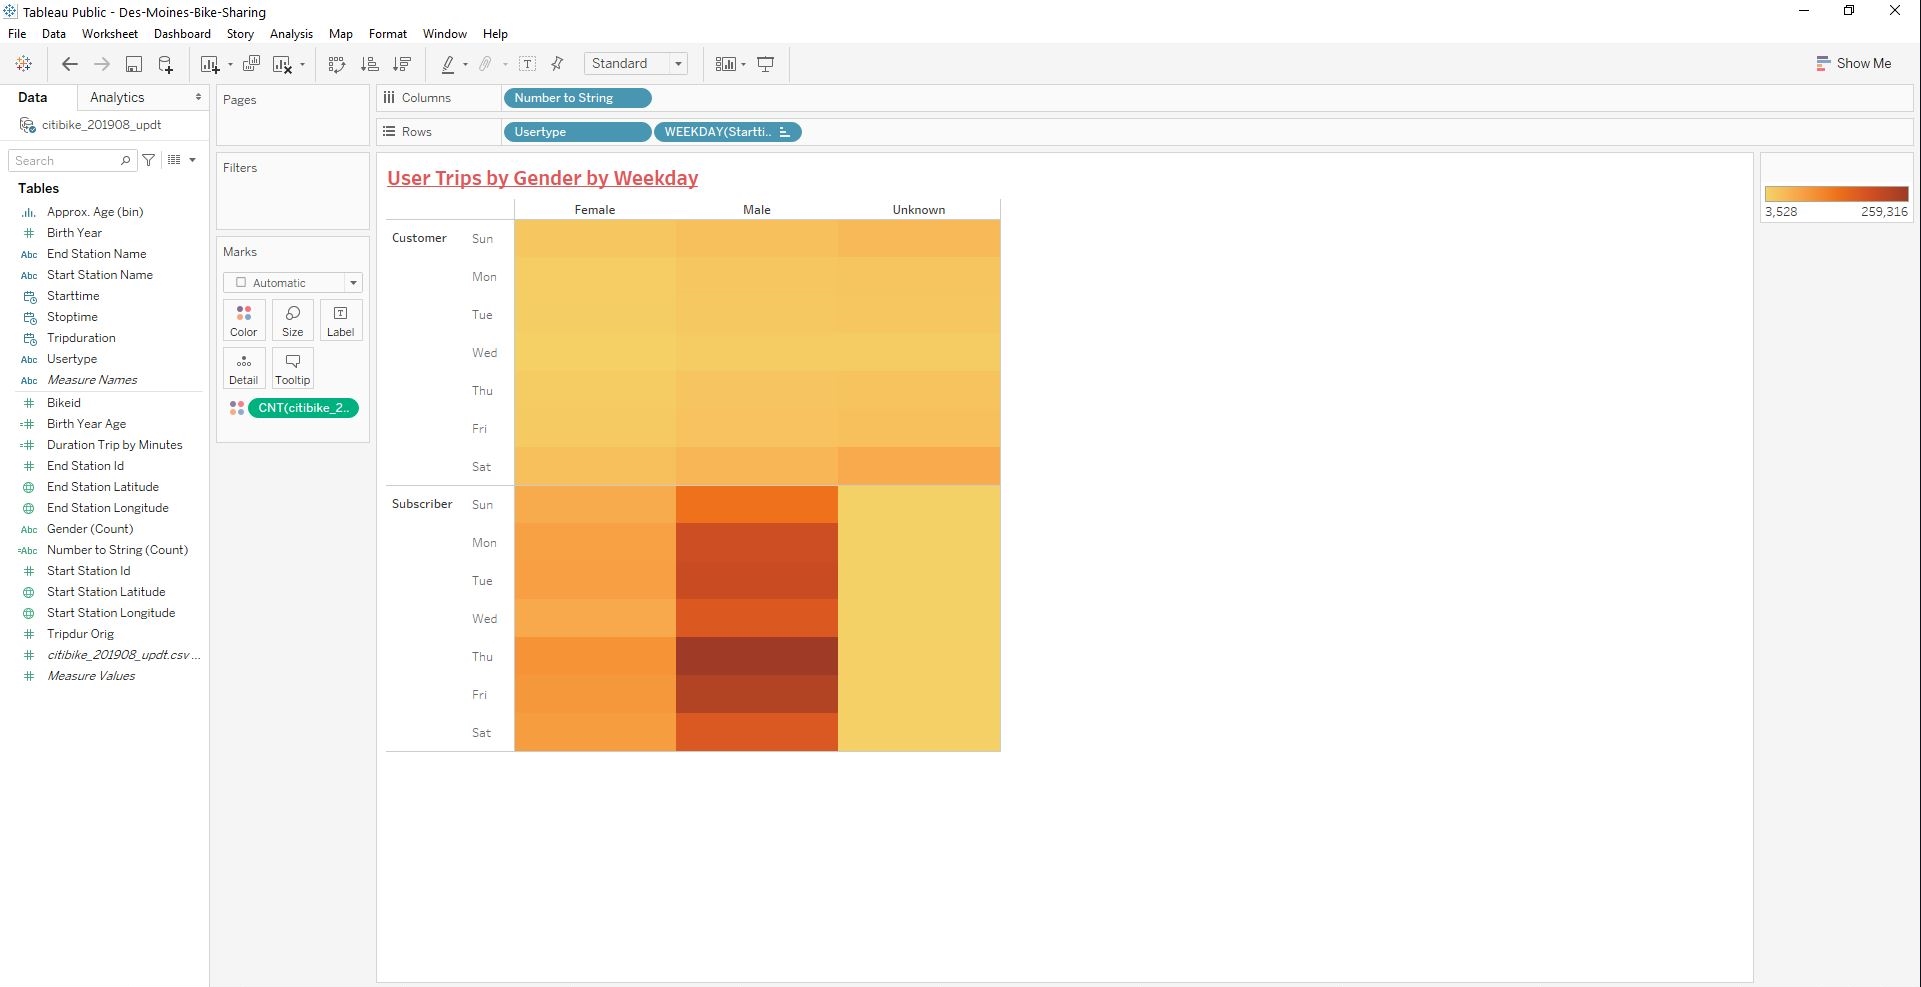 Tableau Public - Des-Moines-Bike-Sharing
File Data Worksheet Dashboard Story Analysis Map Format Window Help
Standard
Show Me
Data Analytics
citibike_201908_updt
Search
Tables
Approx. Age (bin)
Birth Year
Abc End Station Name
Abc Start Station Name
Starttime
Stoptime
Tripduration
Abc Usertype
Abc Measure Names
Bikeid
=# Birth Year Age
=# Duration Trip by Minutes
# End Station Id
End Station Latitude
End Station Longitude
Abc Gender (Count)
=Abc Number to String (Count)
# Start Station Id
Start Station Latitude
Start Station Longitude
# Tripdur Orig
# citibike_201908_updt.csv ...
# Measure Values
Pages
Filters
Marks
Automatic
Color Size Label
Detail Tooltip
CNT(citibike_2..
Columns Number to String
Rows Usertype WEEKDAY(Startti..
User Trips by Gender by Weekday
Female Male Unknown
Customer Sun
Mon
Tue
Wed
Thu
Fri
Sat
Subscriber Sun
Mon
Tue
Wed
Thu
Fri
Sat
3,528 259,316